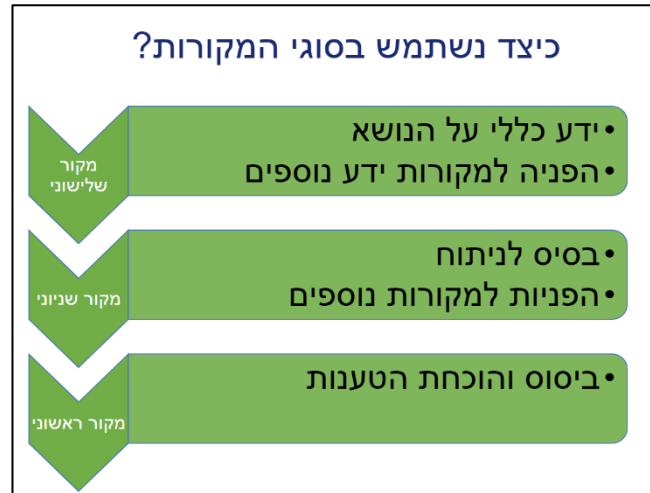 כיצד נשתמש בסוגי המקורות?
מקור
שלישוני
•ידע כללי על הנושא
•הפניה למקורות ידע נוספים
מקור שניוני
•בסיס לניתוח
•הפניות למקורות נוספים
מקור ראשוני
•ביסוס והוכחת הטענות